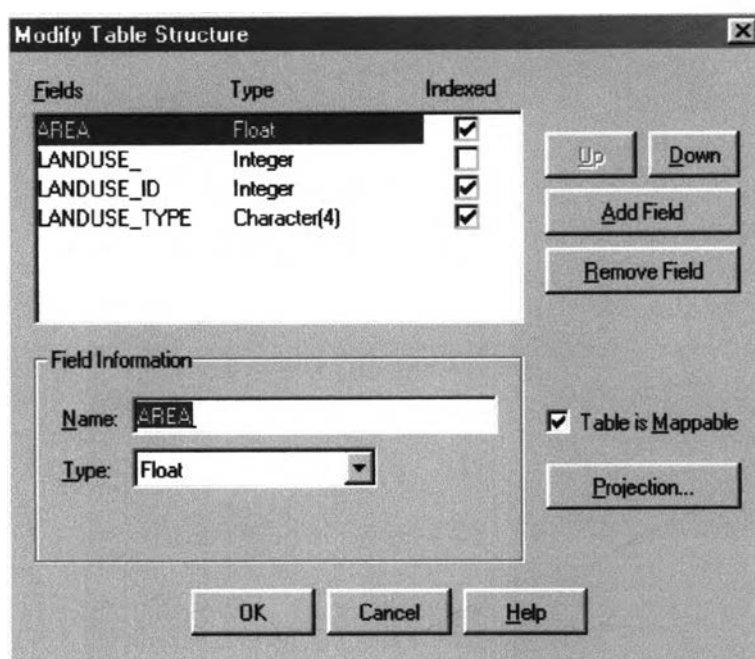 Modify Table Structure
Fields Type Indexed
AREA Float
LANDUSE_ Integer
LANDUSE_ID Integer
LANDUSE_TYPE Character(4)
Up Down
Add Field
Remove Field
Field Information
Name: AREA
Type: Float
Table is Mappable
Projection...
OK Cancel Help